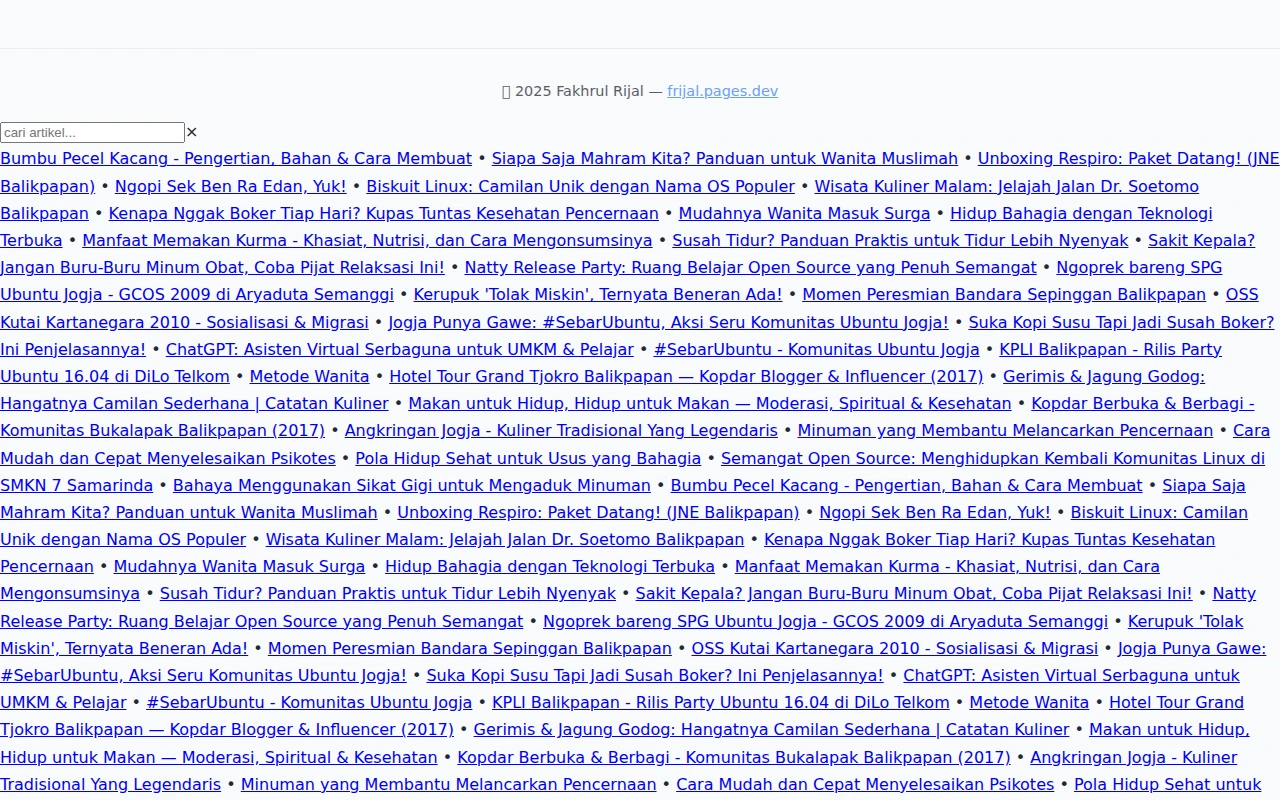 2025 Fakhrul Rijal — frijal.pages.dev
cari artikel... ×
Bumbu Pecel Kacang - Pengertian, Bahan & Cara Membuat • Siapa Saja Mahram Kita? Panduan untuk Wanita Muslimah • Unboxing Respiro: Paket Datang! (JNE
Balikpapan) • Ngopi Sek Ben Ra Edan, Yuk! • Biskuit Linux: Camilan Unik dengan Nama OS Populer • Wisata Kuliner Malam: Jelajah Jalan Dr. Soetomo
Balikpapan • Kenapa Nggak Boker Tiap Hari? Kupas Tuntas Kesehatan Pencernaan • Mudahnya Wanita Masuk Surga • Hidup Bahagia dengan Teknologi
Terbuka • Manfaat Memakan Kurma - Khasiat, Nutrisi, dan Cara Mengonsumsinya • Susah Tidur? Panduan Praktis untuk Tidur Lebih Nyenyak • Sakit Kepala?
Jangan Buru-Buru Minum Obat, Coba Pijat Relaksasi Ini! • Natty Release Party: Ruang Belajar Open Source yang Penuh Semangat • Ngoprek bareng SPG
Ubuntu Jogja - GCOS 2009 di Aryaduta Semanggi • Kerupuk 'Tolak Miskin', Ternyata Beneran Ada! • Momen Peresmian Bandara Sepinggan Balikpapan • OSS
Kutai Kartanegara 2010 - Sosialisasi & Migrasi • Jogja Punya Gawe: #SebarUbuntu, Aksi Seru Komunitas Ubuntu Jogja! • Suka Kopi Susu Tapi Jadi Susah Boker?
Ini Penjelasannya! • ChatGPT: Asisten Virtual Serbaguna untuk UMKM & Pelajar • #SebarUbuntu - Komunitas Ubuntu Jogja • KPLI Balikpapan - Rilis Party
Ubuntu 16.04 di DiLo Telkom • Metode Wanita • Hotel Tour Grand Tjokro Balikpapan — Kopdar Blogger & Influencer (2017) • Gerimis & Jagung Godog:
Hangatnya Camilan Sederhana | Catatan Kuliner • Makan untuk Hidup, Hidup untuk Makan — Moderasi, Spiritual & Kesehatan • Kopdar Berbuka & Berbagi -
Komunitas Bukalapak Balikpapan (2017) • Angkringan Jogja - Kuliner Tradisional Yang Legendaris • Minuman yang Membantu Melancarkan Pencernaan • Cara
Mudah dan Cepat Menyelesaikan Psikotes • Pola Hidup Sehat untuk Usus yang Bahagia • Semangat Open Source: Menghidupkan Kembali Komunitas Linux di
SMKN 7 Samarinda • Bahaya Menggunakan Sikat Gigi untuk Mengaduk Minuman • Bumbu Pecel Kacang - Pengertian, Bahan & Cara Membuat • Siapa Saja
Mahram Kita? Panduan untuk Wanita Muslimah • Unboxing Respiro: Paket Datang! (JNE Balikpapan) • Ngopi Sek Ben Ra Edan, Yuk! • Biskuit Linux: Camilan
Unik dengan Nama OS Populer • Wisata Kuliner Malam: Jelajah Jalan Dr. Soetomo Balikpapan • Kenapa Nggak Boker Tiap Hari? Kupas Tuntas Kesehatan
Pencernaan • Mudahnya Wanita Masuk Surga • Hidup Bahagia dengan Teknologi Terbuka • Manfaat Memakan Kurma - Khasiat, Nutrisi, dan Cara
Mengonsumsinya • Susah Tidur? Panduan Praktis untuk Tidur Lebih Nyenyak • Sakit Kepala? Jangan Buru-Buru Minum Obat, Coba Pijat Relaksasi Ini! • Natty
Release Party: Ruang Belajar Open Source yang Penuh Semangat • Ngoprek bareng SPG Ubuntu Jogja - GCOS 2009 di Aryaduta Semanggi • Kerupuk 'Tolak
Miskin', Ternyata Beneran Ada! • Momen Peresmian Bandara Sepinggan Balikpapan • OSS Kutai Kartanegara 2010 - Sosialisasi & Migrasi • Jogja Punya Gawe:
#SebarUbuntu, Aksi Seru Komunitas Ubuntu Jogja! • Suka Kopi Susu Tapi Jadi Susah Boker? Ini Penjelasannya! • ChatGPT: Asisten Virtual Serbaguna untuk
UMKM & Pelajar • #SebarUbuntu - Komunitas Ubuntu Jogja • KPLI Balikpapan - Rilis Party Ubuntu 16.04 di DiLo Telkom • Metode Wanita • Hotel Tour Grand
Tjokro Balikpapan — Kopdar Blogger & Influencer (2017) • Gerimis & Jagung Godog: Hangatnya Camilan Sederhana | Catatan Kuliner • Makan untuk Hidup,
Hidup untuk Makan — Moderasi, Spiritual & Kesehatan • Kopdar Berbuka & Berbagi - Komunitas Bukalapak Balikpapan (2017) • Angkringan Jogja - Kuliner
Tradisional Yang Legendaris • Minuman yang Membantu Melancarkan Pencernaan • Cara Mudah dan Cepat Menyelesaikan Psikotes • Pola Hidup Sehat untuk